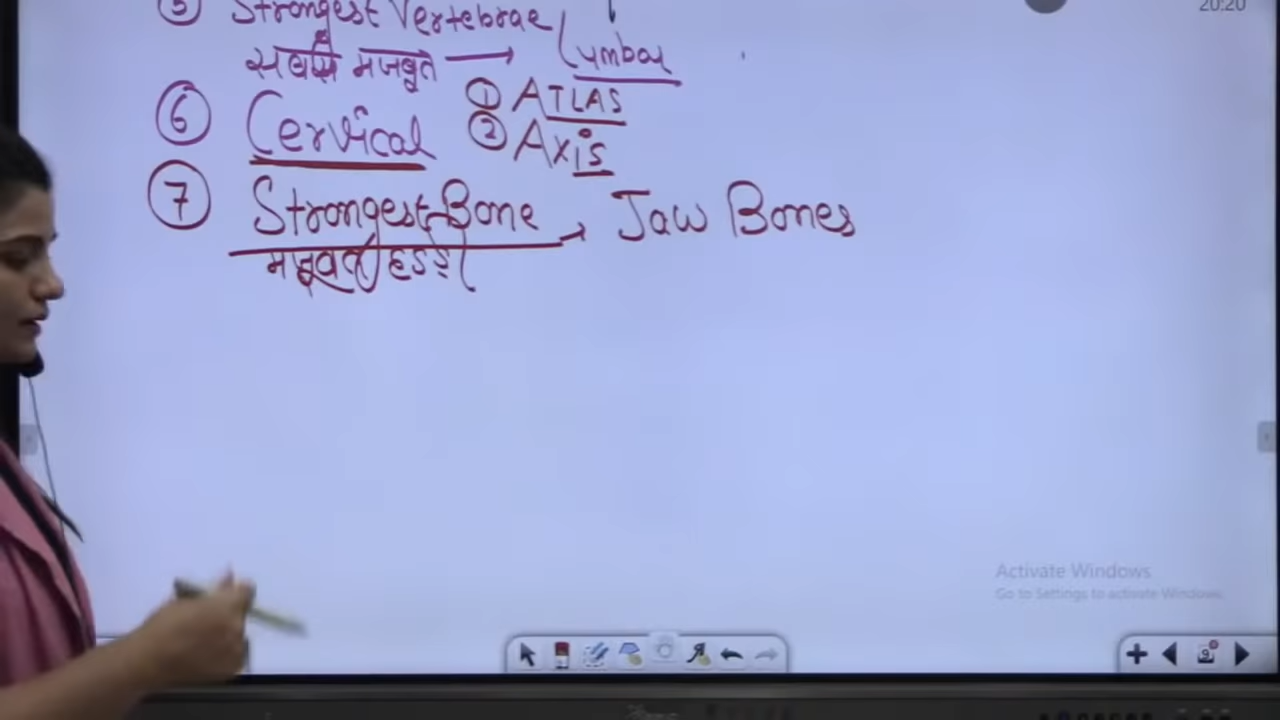 20:20
⑤ Strongest Vertebrae
सबसे मजबूत → Lumbar
⑥ Cervical ① ATLAS
② Axis
⑦ Strongest Bone → Jaw Bones
मजबूत हड्डी
Activate Windows
Go to Settings to activate Windows.